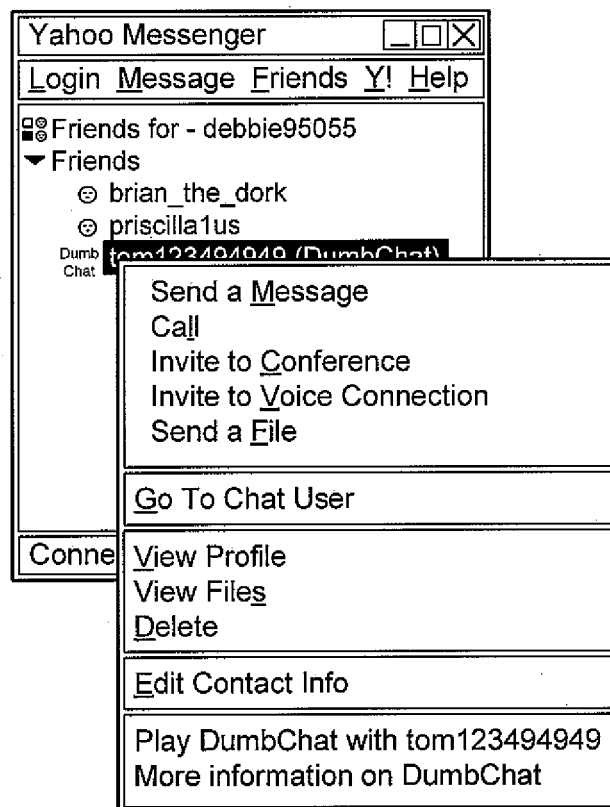 Yahoo Messenger
Login Message Friends Y! Help
Friends for - debbie95055
Friends
brian_the_dork
priscilla1us
Dumb Chat tom123494949 (DumbChat)
Send a Message
Call
Invite to Conference
Invite to Voice Connection
Send a File
Go To Chat User
Conne
View Profile
View Files
Delete
Edit Contact Info
Play DumbChat with tom123494949
More information on DumbChat